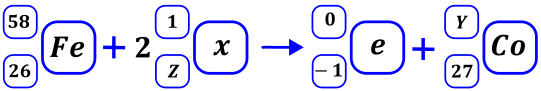 58 26 Fe + 2 1 Z x → 0 -1 e + Y 27 Co